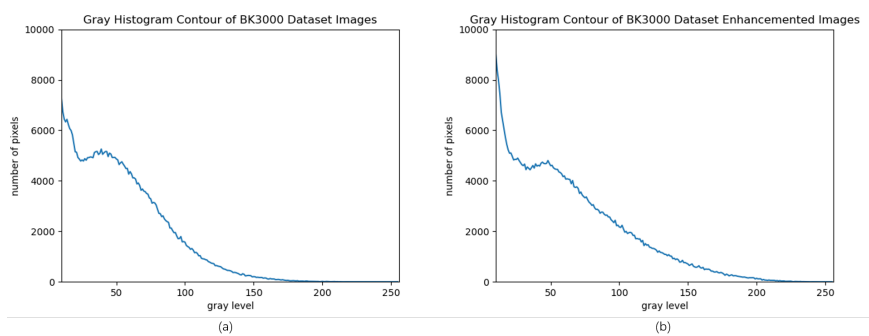 Gray Histogram Contour of BK3000 Dataset Images
10000
8000
6000
4000
2000
0
number of pixels
50
100
150
200
250
gray level
(a)
Gray Histogram Contour of BK3000 Dataset Enhancemented Images
10000
8000
6000
4000
2000
0
number of pixels
50
100
150
200
250
gray level
(b)